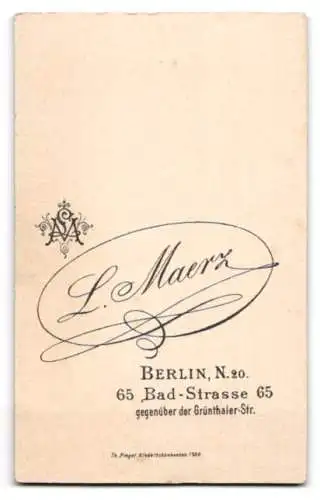 L. Maerz
BERLIN, N.20.
65 Bad-Strasse 65
gegenüber der Grünthaler-Str.